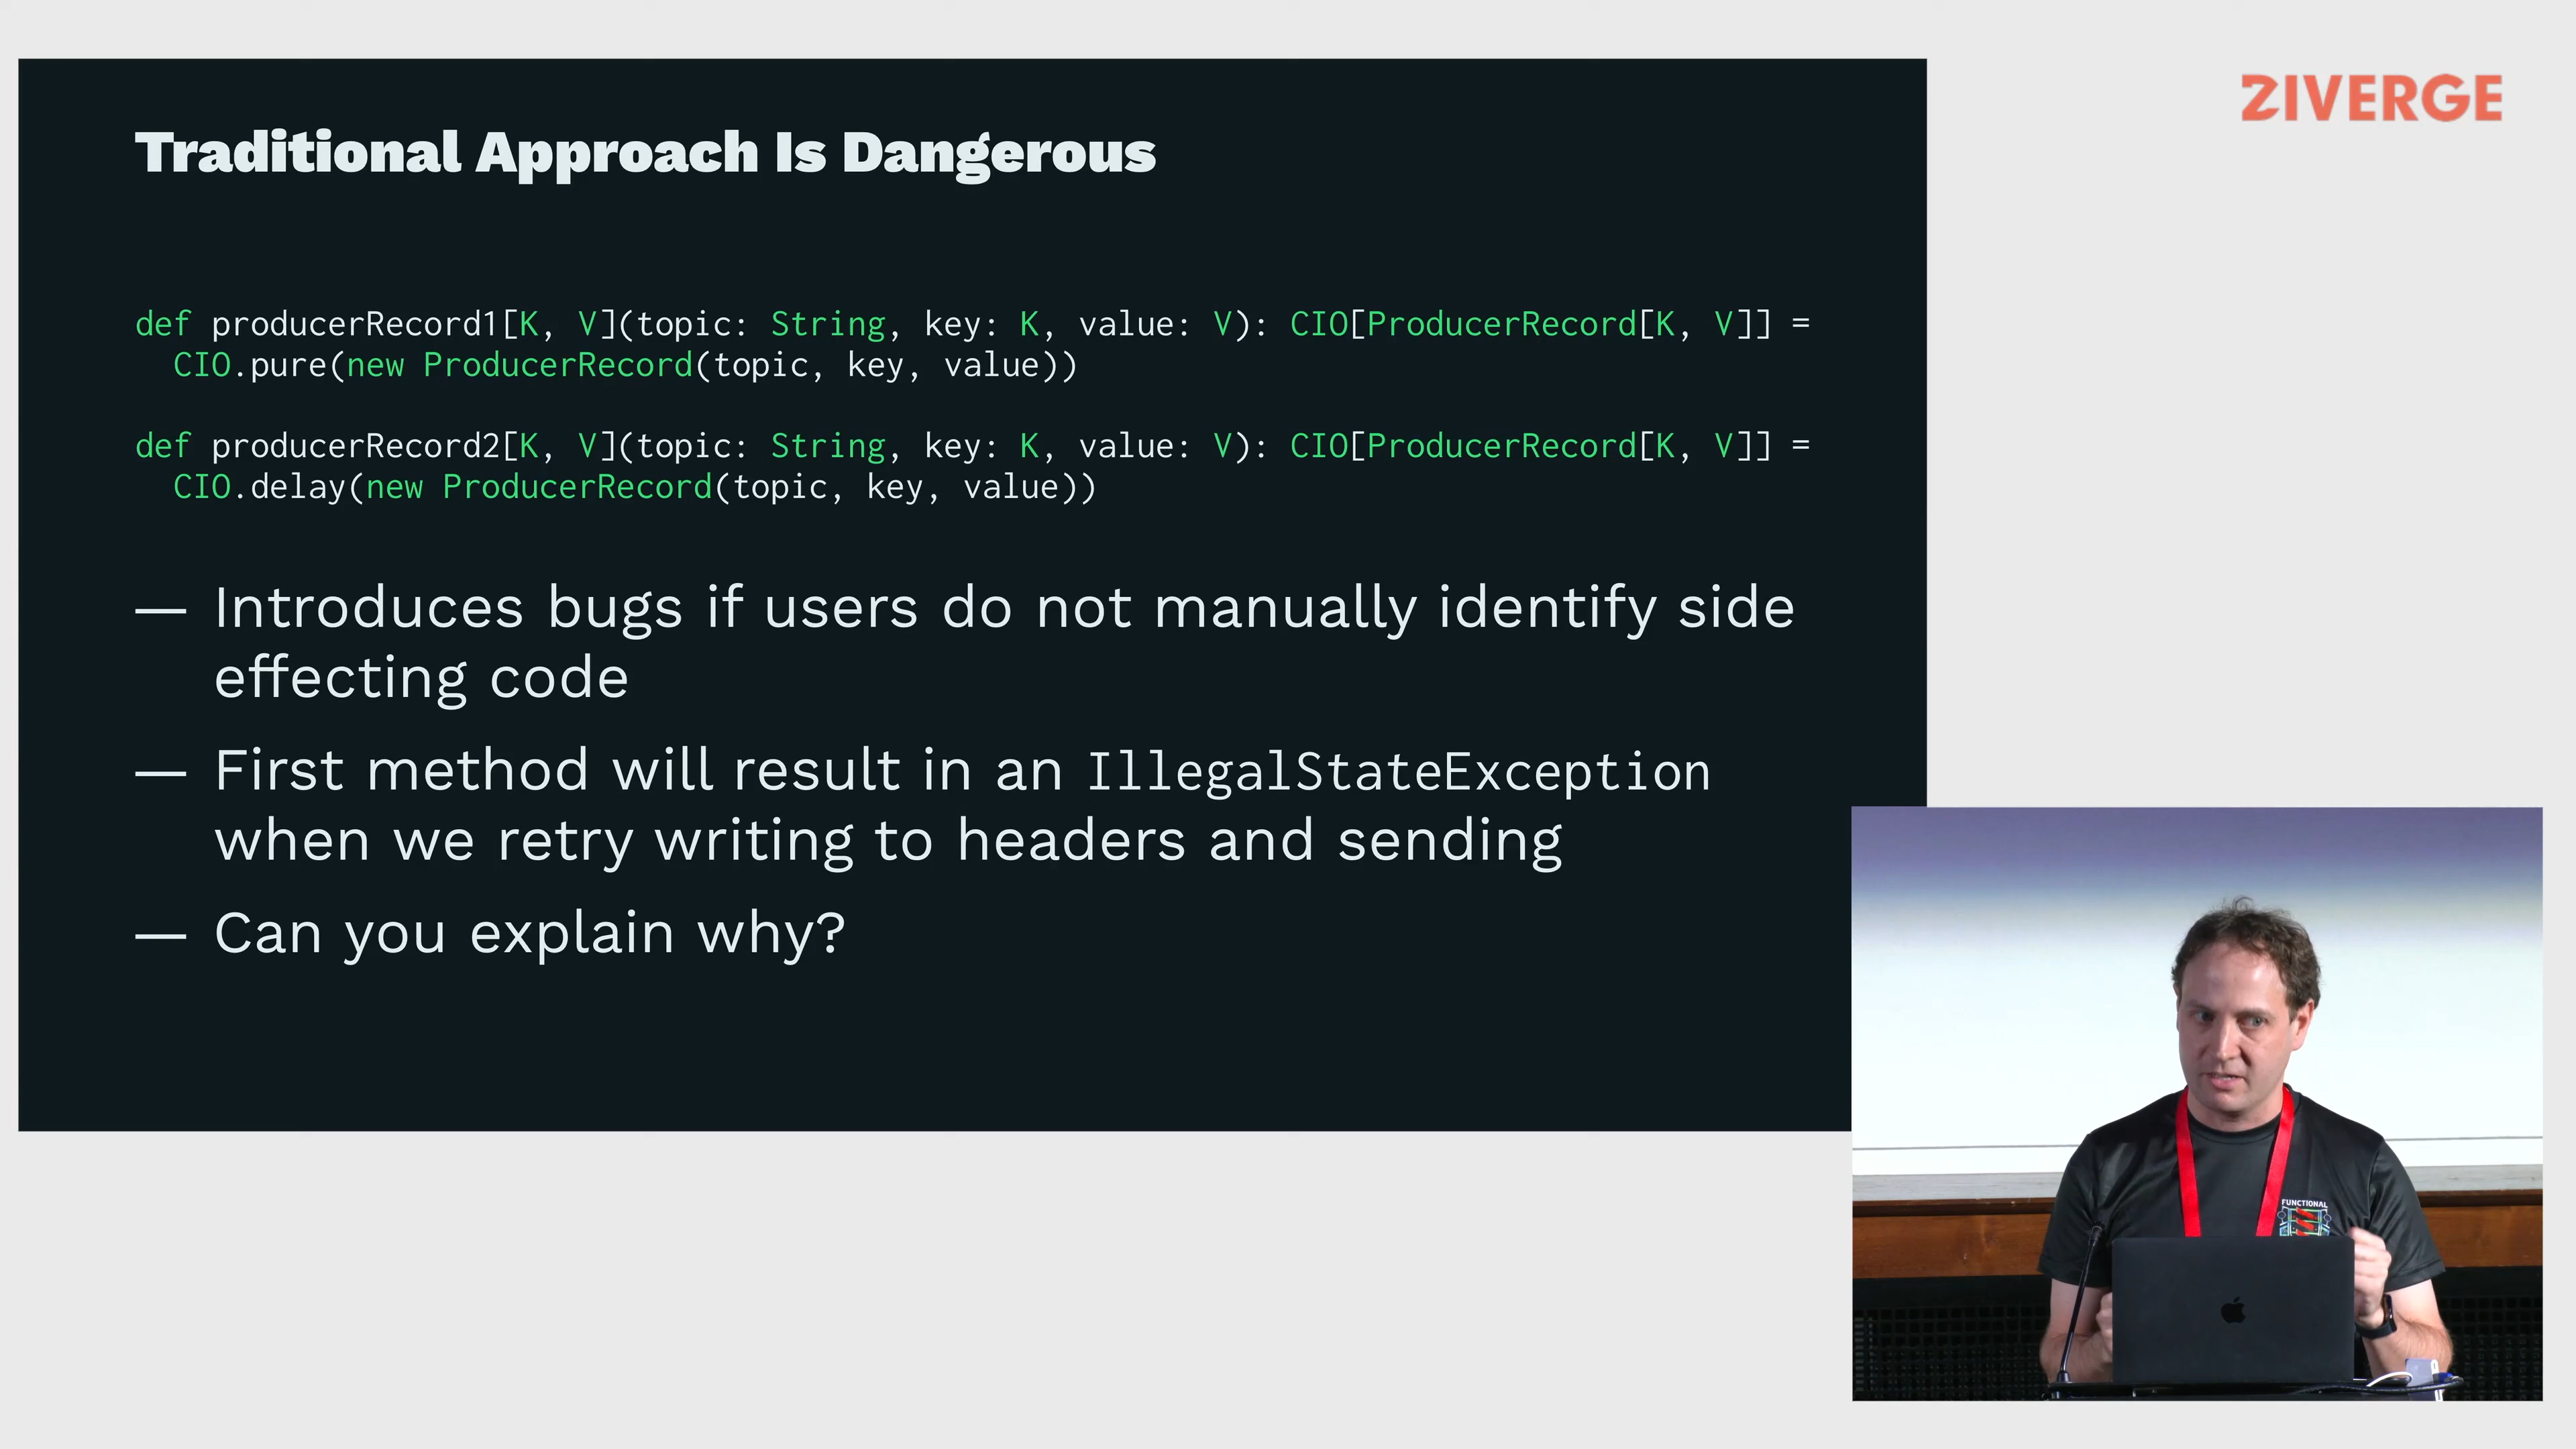 ZIVERGE
Traditional Approach Is Dangerous
def producerRecord1[K, V](topic: String, key: K, value: V): CIO[ProducerRecord[K, V]] =
  CIO.pure(new ProducerRecord(topic, key, value))
def producerRecord2[K, V](topic: String, key: K, value: V): CIO[ProducerRecord[K, V]] =
  CIO.delay(new ProducerRecord(topic, key, value))
— Introduces bugs if users do not manually identify side
effecting code
— First method will result in an IllegalStateException
when we retry writing to headers and sending
— Can you explain why?
FUNCTIONAL